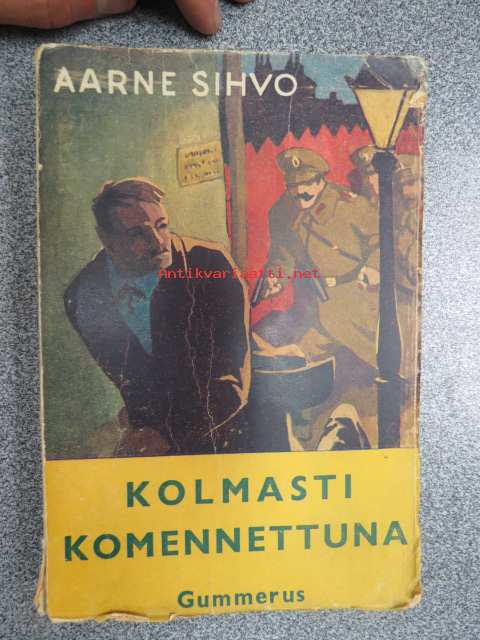 AARNE SIHVO
Antikvariaatti.net
KOLMASTI
KOMENNETTUNA
Gummerus